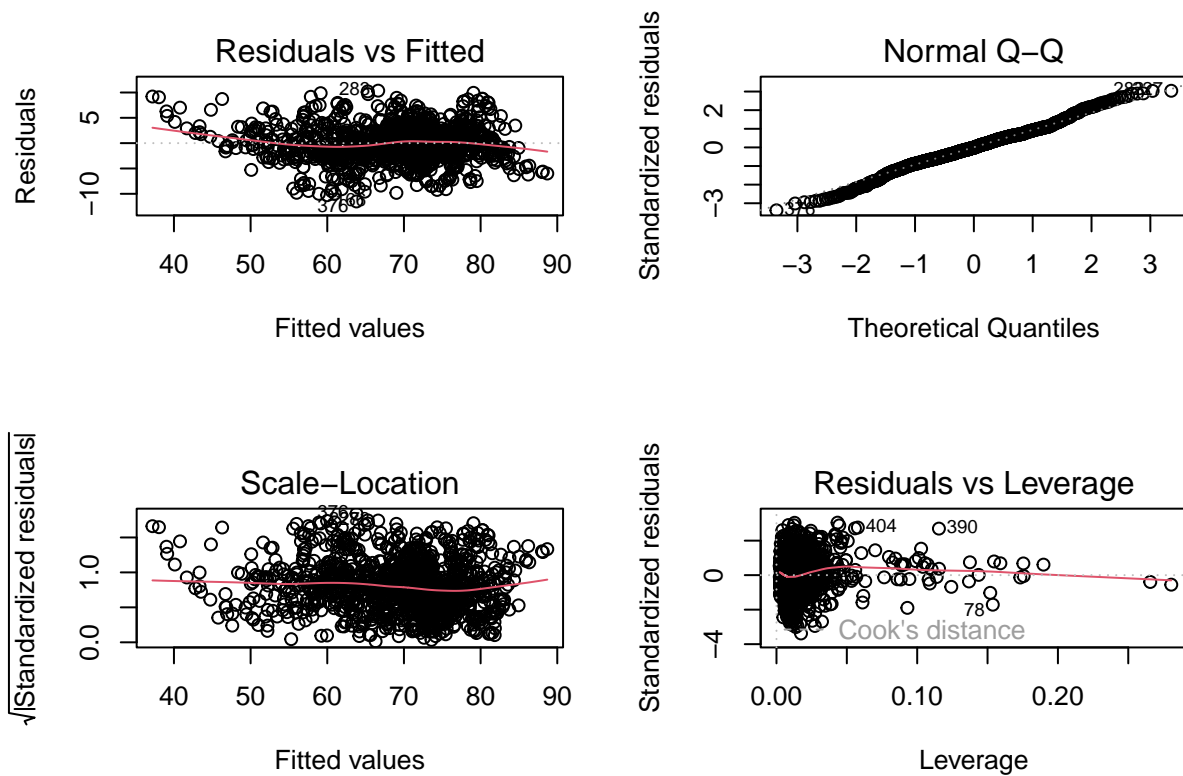 Residuals vs Fitted
Residuals
5
−10
40 50 60 70 80 90
Fitted values
376
Normal Q−Q
Standardized residuals
2
0
−3
−3 −2 −1 0 1 2 3
Theoretical Quantiles
Scale−Location
√|Standardized residuals|
1.0
0.0
40 50 60 70 80 90
Fitted values
Residuals vs Leverage
Standardized residuals
0
−4
404
390
78
Cook's distance
0.00 0.10 0.20
Leverage